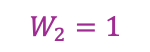 W₂ = 1